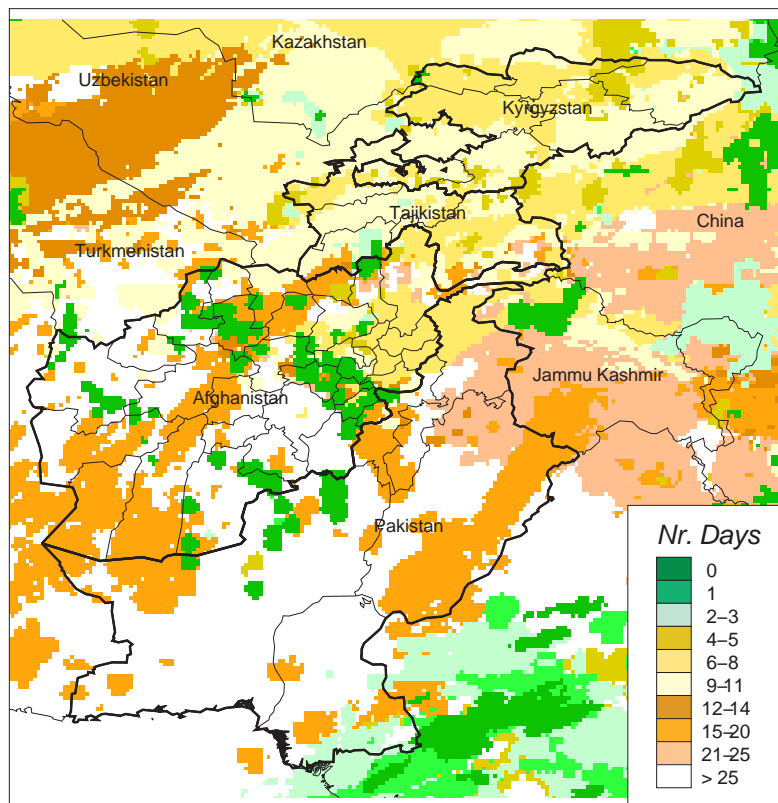 Kazakhstan
Uzbekistan
Kyrgyzstan
Tajikistan
China
Turkmenistan
Jammu Kashmir
Afghanistan
Pakistan
Nr. Days
0
1
2–3
4–5
6–8
9–11
12–14
15–20
21–25
> 25